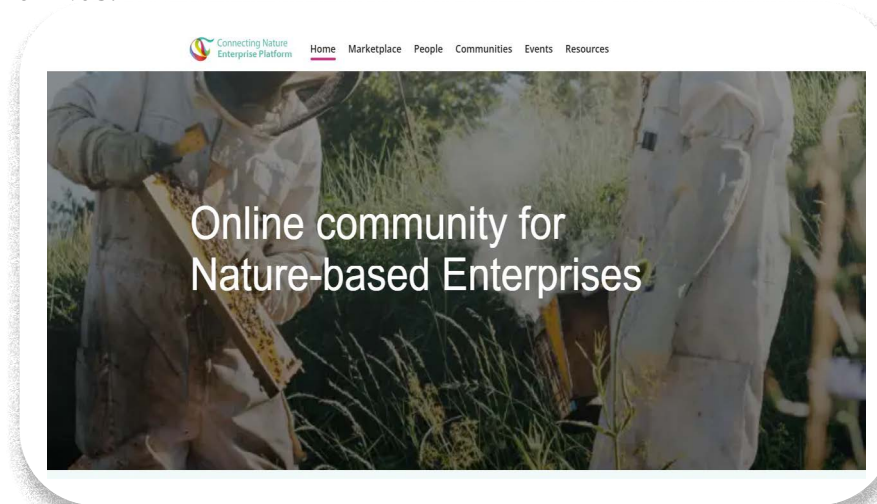 Connecting Nature
Enterprise Platform
Home Marketplace People Communities Events Resources
Online community for
Nature-based Enterprises